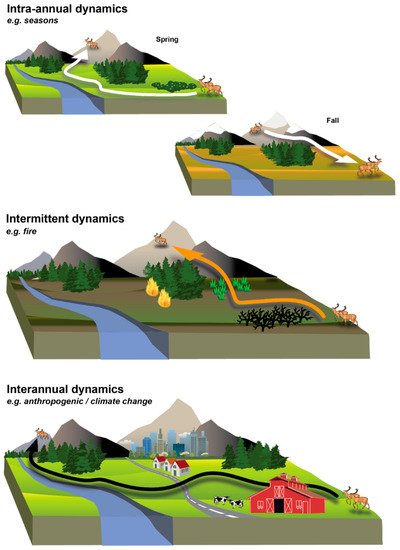 Intra-annual dynamics
e.g. seasons
Spring
Fall
Intermittent dynamics
e.g. fire
Interannual dynamics
e.g. anthropogenic / climate change